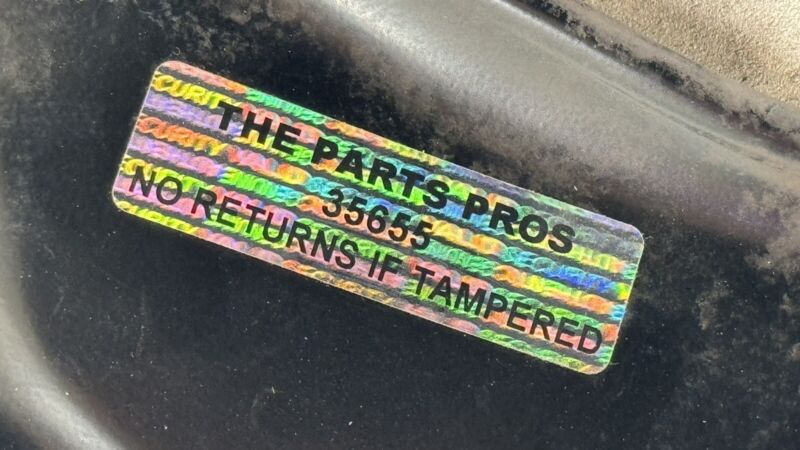 THE PARTS PROS
35655
NO RETURNS IF TAMPERED